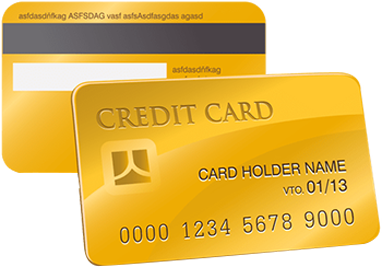 asfdasdñfkag ASFSDAG vasf asfsAsdfasgdas agasd
asfdasdñfkag
CREDIT CARD
CARD HOLDER NAME
VTO. 01/13
0000 1234 5678 9000